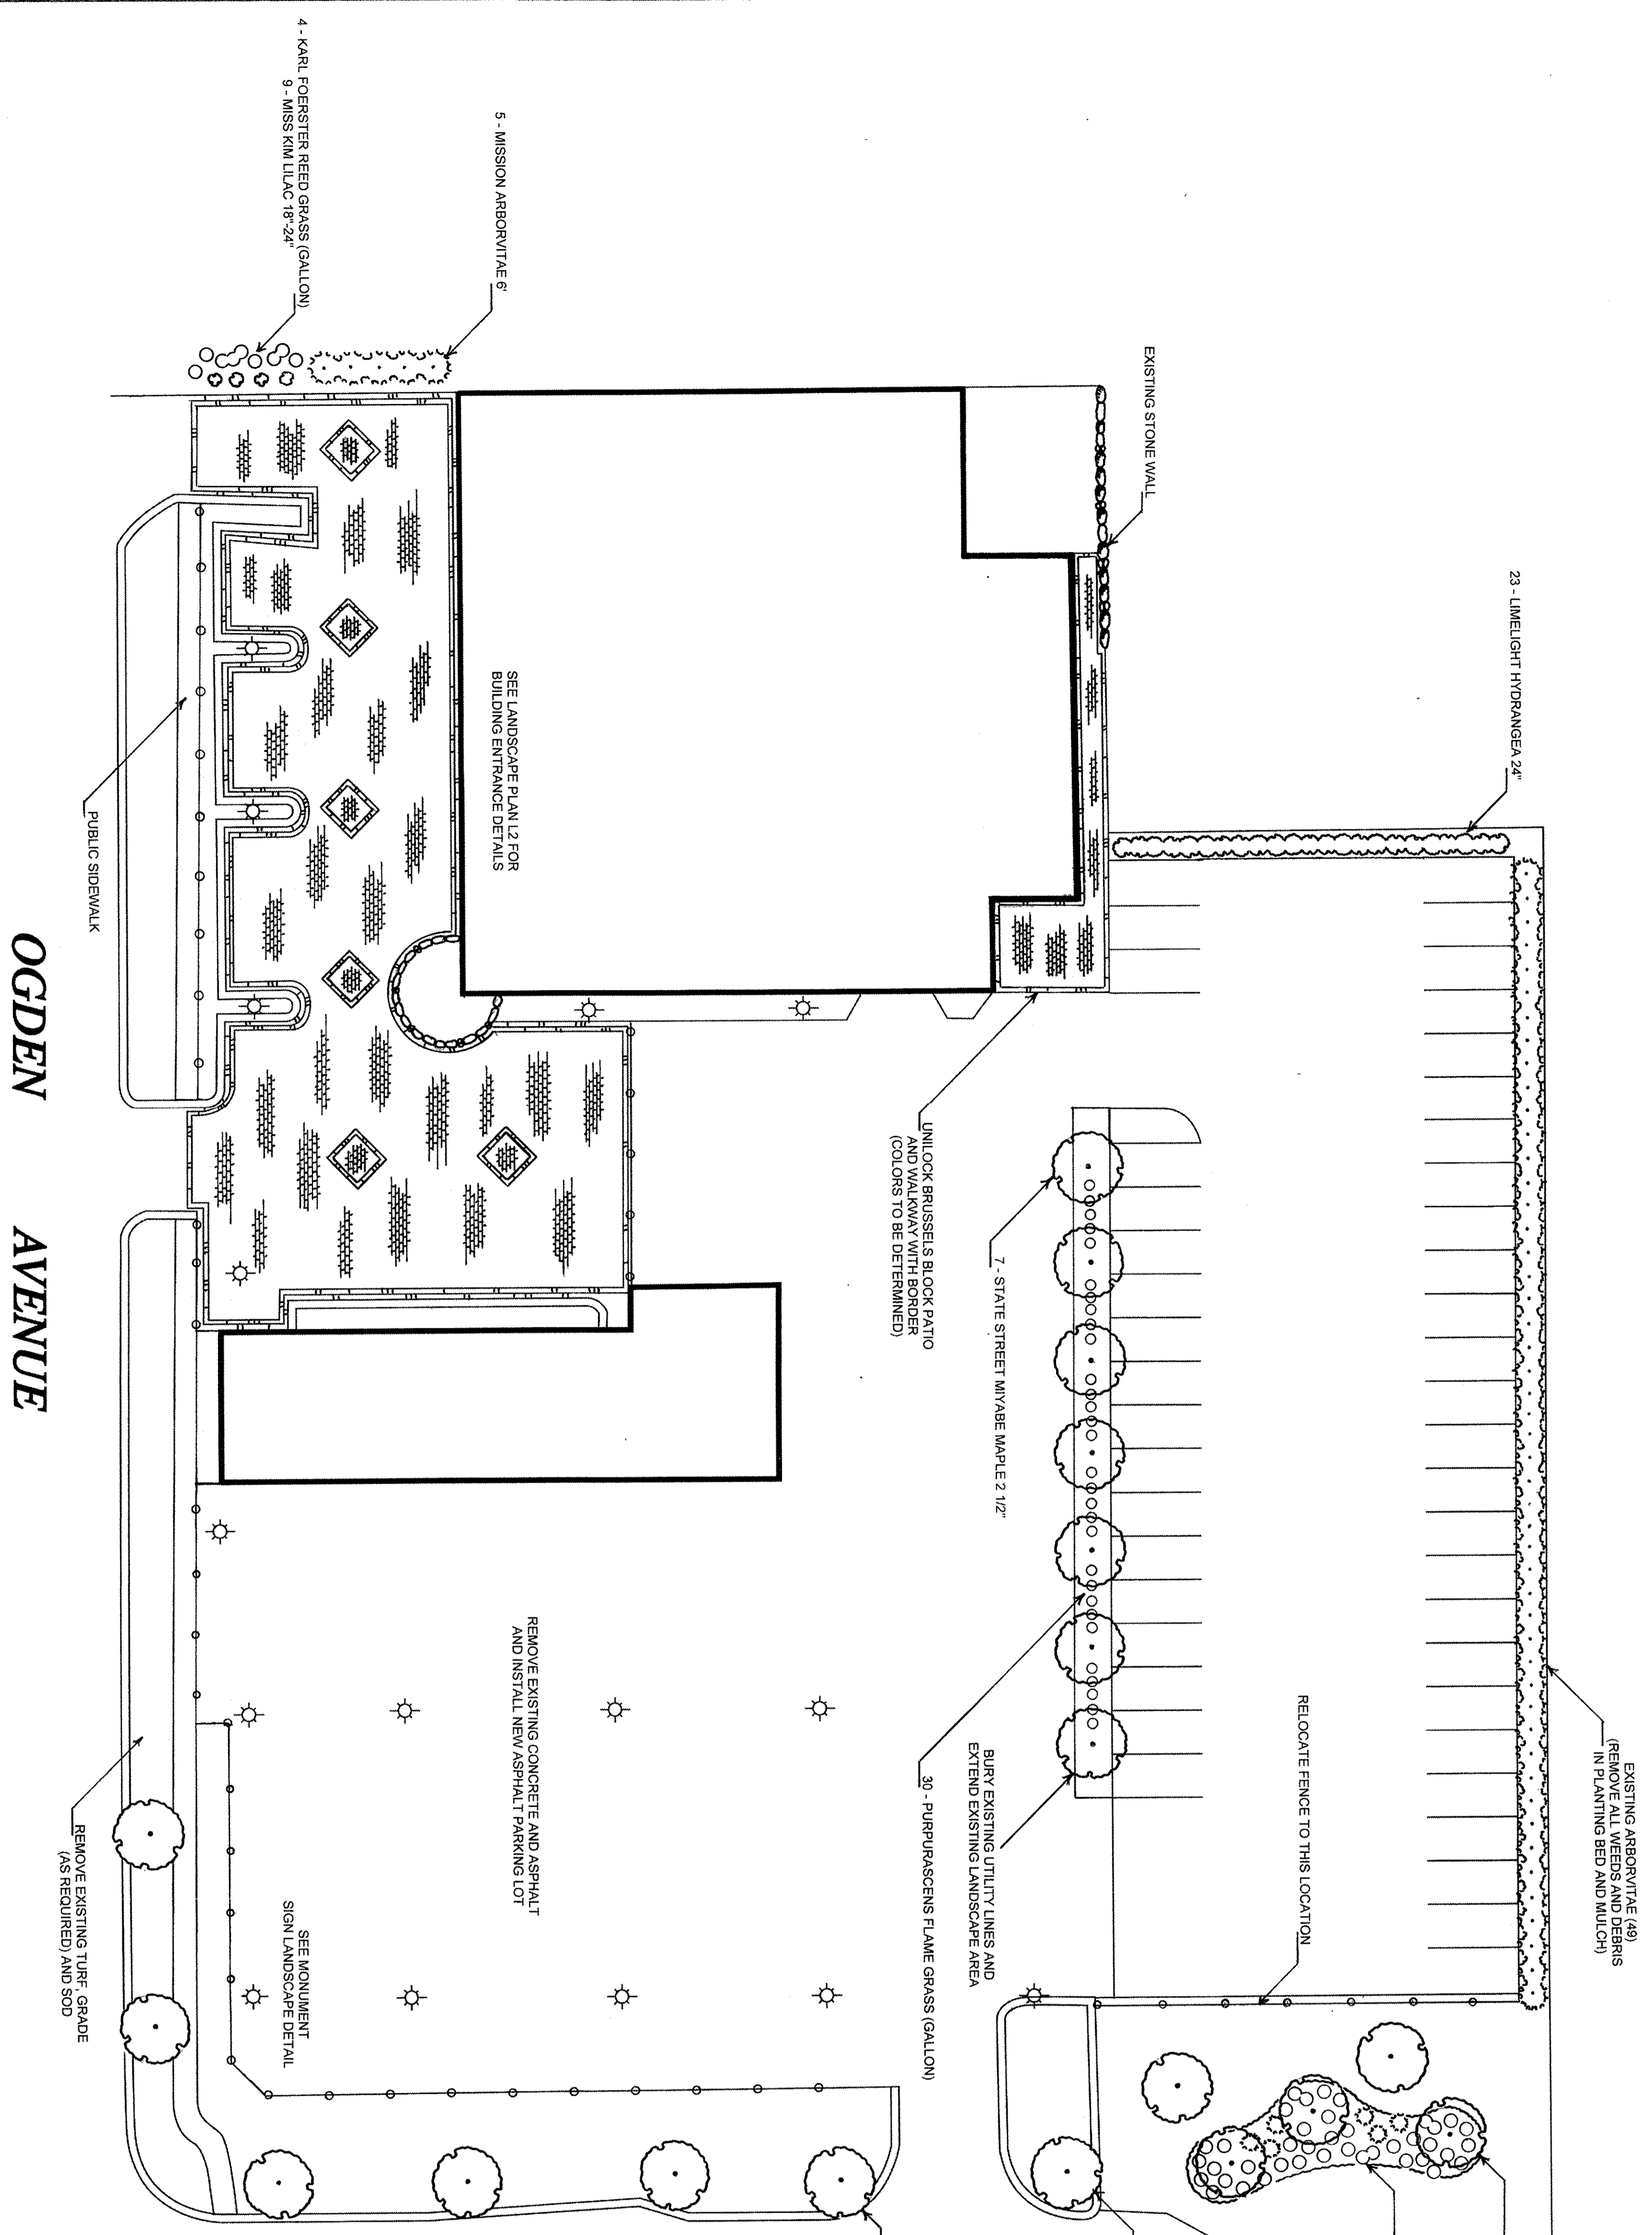 4 - KARL FOERSTER REED GRASS (GALLON)
9 - MISS KIM LILAC 18"-24"
5 - MISSION ARBORVITAE 6'
EXISTING STONE WALL
23 - LIMELIGHT HYDRANGEA 24"
SEE LANDSCAPE PLAN L2 FOR
BUILDING ENTRANCE DETAILS
PUBLIC SIDEWALK
OGDEN AVENUE
UNILOCK BRUSSELS BLOCK PATIO
AND WALKWAY WITH BORDER
(COLORS TO BE DETERMINED)
7 - STATE STREET MIYABE MAPLE 2 1/2"
EXISTING ARBORVITAE (49)
(REMOVE ALL WEEDS AND DEBRIS
IN PLANTING BED AND MULCH)
RELOCATE FENCE TO THIS LOCATION
BURY EXISTING UTILITY LINES AND
EXTEND EXISTING LANDSCAPE AREA
30 - PURPURASCENS FLAME GRASS (GALLON)
REMOVE EXISTING CONCRETE AND ASPHALT
AND INSTALL NEW ASPHALT PARKING LOT
SEE MONUMENT
SIGN LANDSCAPE DETAIL
REMOVE EXISTING TURF, GRADE
(AS REQUIRED) AND SOD